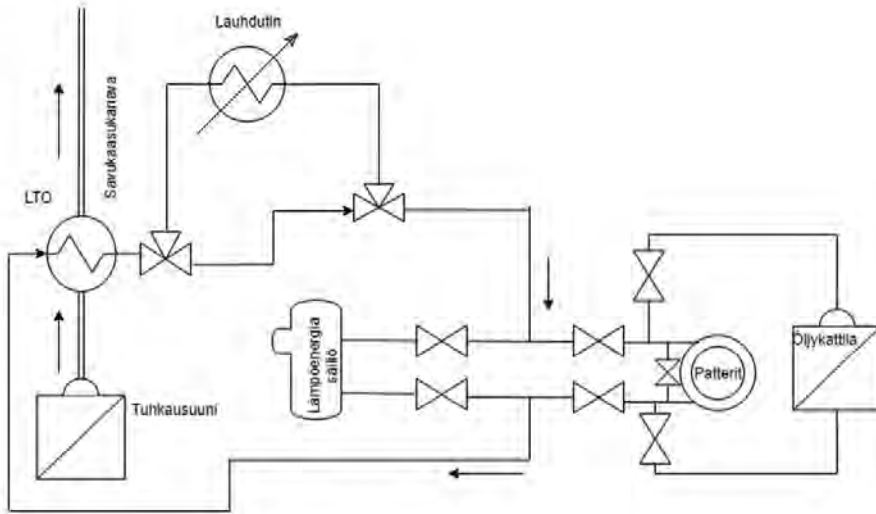 Lauhdutin
Savukaasukanava
LTO
Lämpöenergia
säiliö
Öljykattila
Patterit
Tuhkausuuni